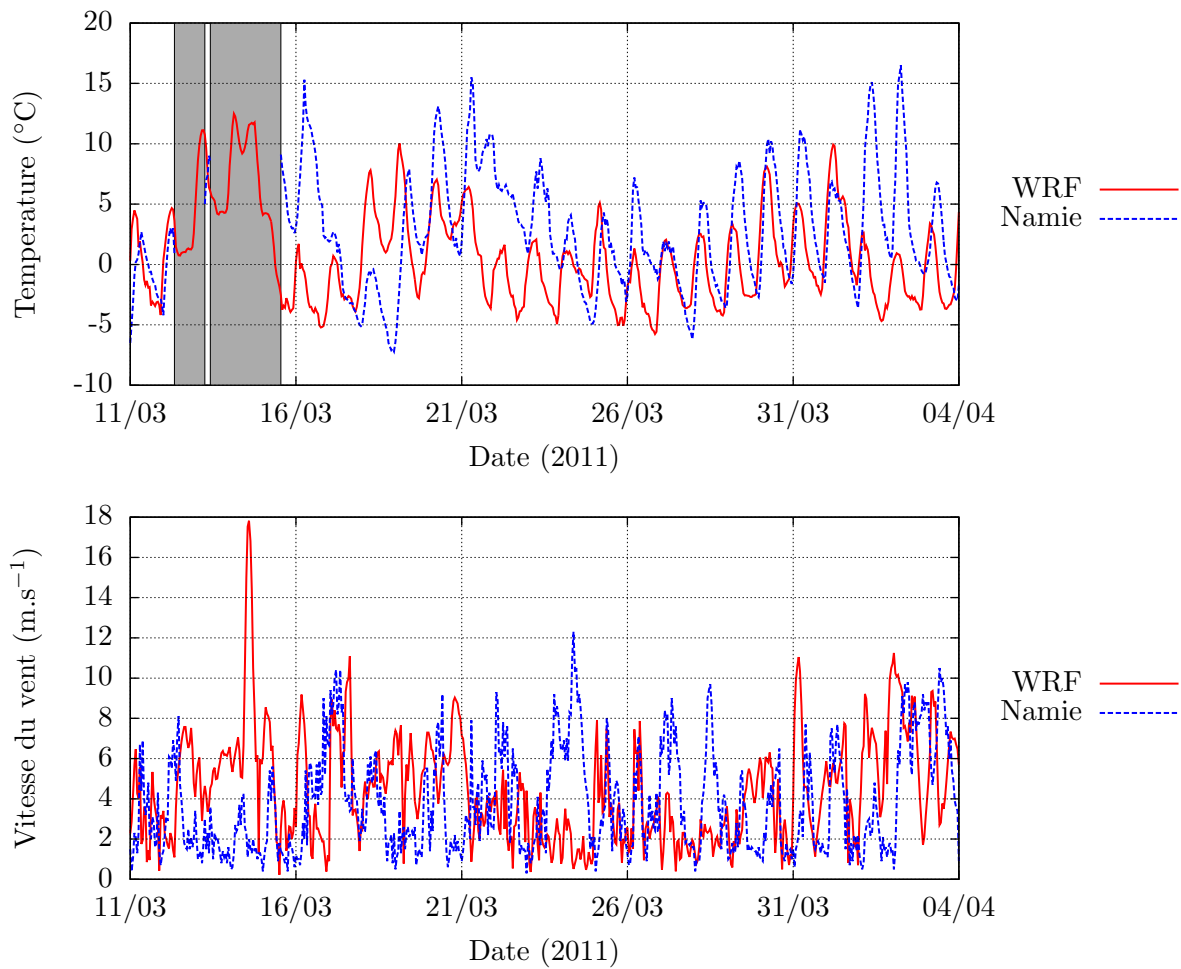 20
15
10
5
0
-5
-10
Temperature (°C)
11/03 16/03 21/03 26/03 31/03 04/04
Date (2011)
WRF
Namie
18
16
14
12
10
8
6
4
2
0
Vitesse du vent (m.s⁻¹)
11/03 16/03 21/03 26/03 31/03 04/04
Date (2011)
WRF
Namie